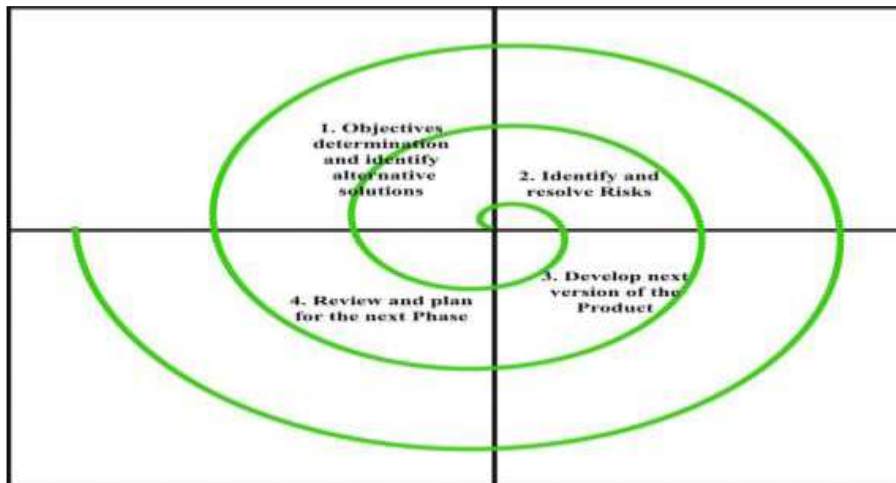 1. Objectives
determination
and identify
alternative
solutions
2. Identify and
resolve Risks
3. Develop next
version of the
Product
4. Review and plan
for the next Phase